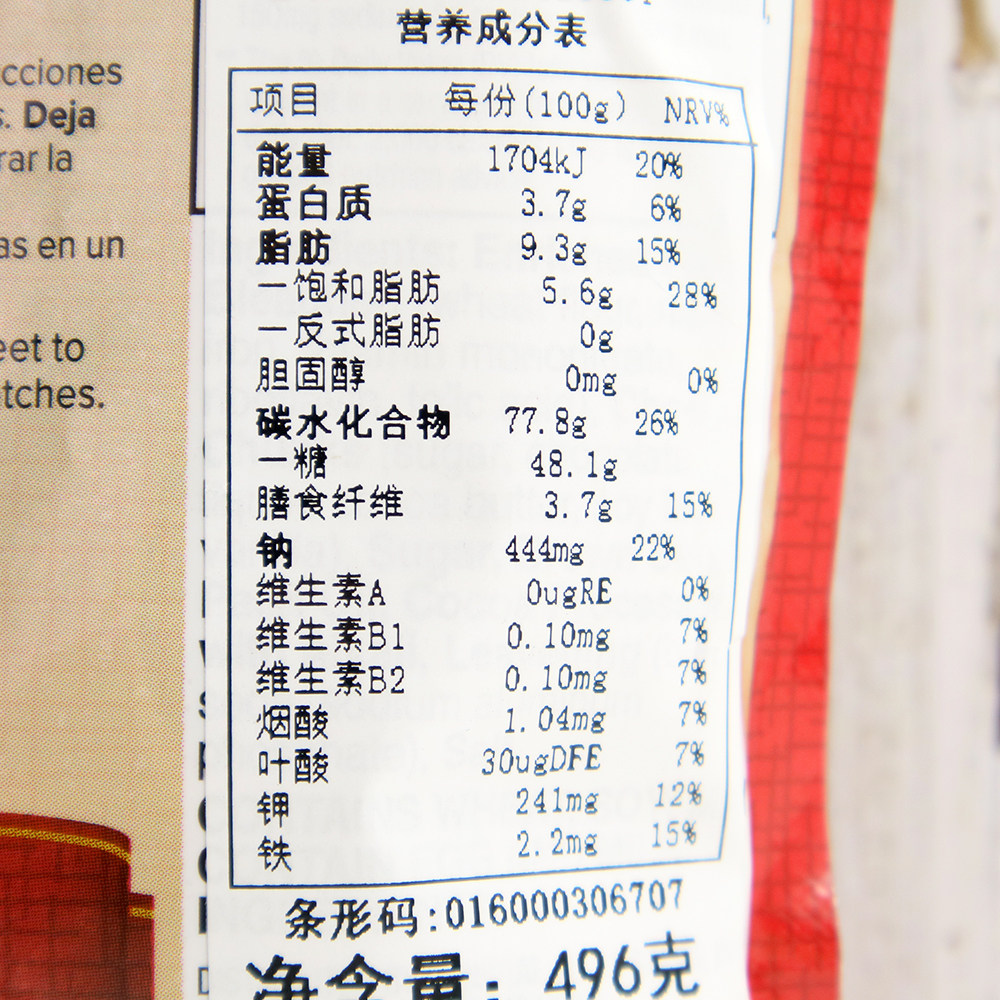 cciones
s. Deja
rar la
as en un
eet to
tches.
营养成分表
项目 每份(100g) NRV%
能量 1704kJ 20%
蛋白质 3.7g 6%
脂肪 9.3g 15%
一饱和脂肪 5.6g 28%
一反式脂肪 0g
胆固醇 0mg 0%
碳水化合物 77.8g 26%
一糖 48.1g
膳食纤维 3.7g 15%
钠 444mg 22%
维生素A 0ugRE 0%
维生素B1 0.10mg 7%
维生素B2 0.10mg 7%
烟酸 1.04mg 7%
叶酸 30ugDFE 7%
钾 241mg 12%
铁 2.2mg 15%
条形码:016000306707
净含量: 496克